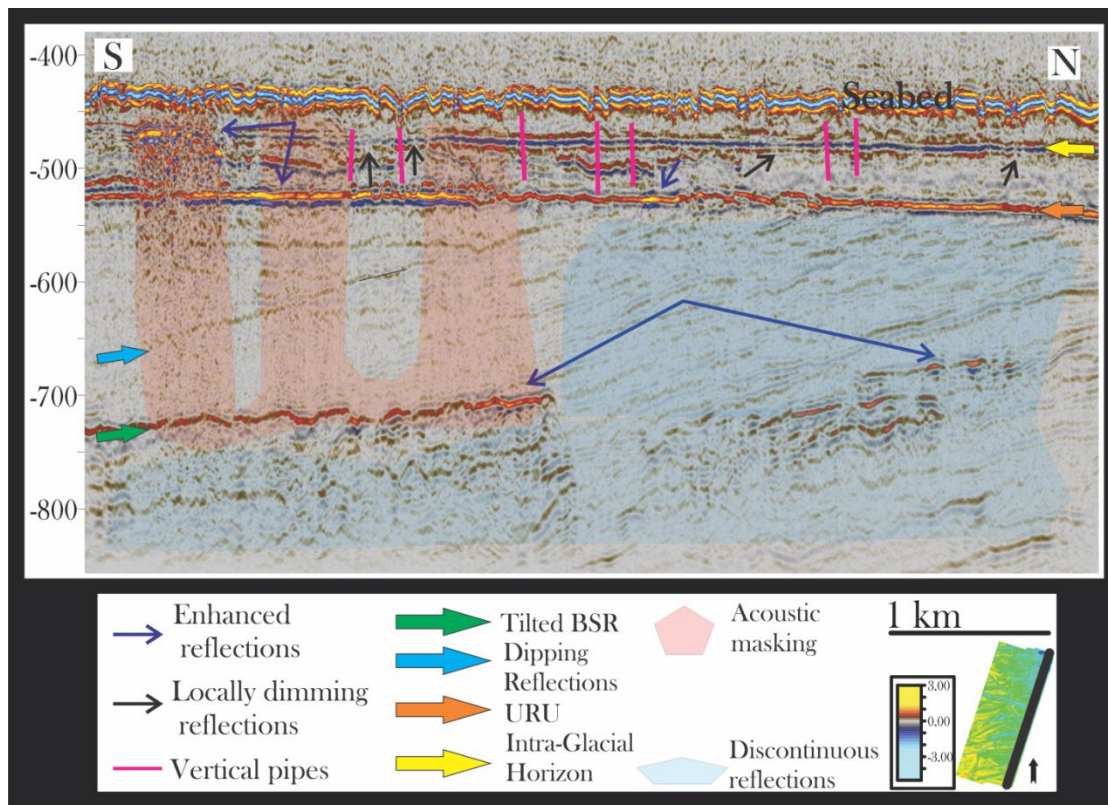 S
N
-400
Seabed
-500
-600
-700
-800
Enhanced
reflections
Locally dimming
reflections
Vertical pipes
Tilted BSR
Dipping
Reflections
URU
Intra-Glacial
Horizon
Acoustic
masking
Discontinuous
reflections
1 km
3.00
0.00
-3.00